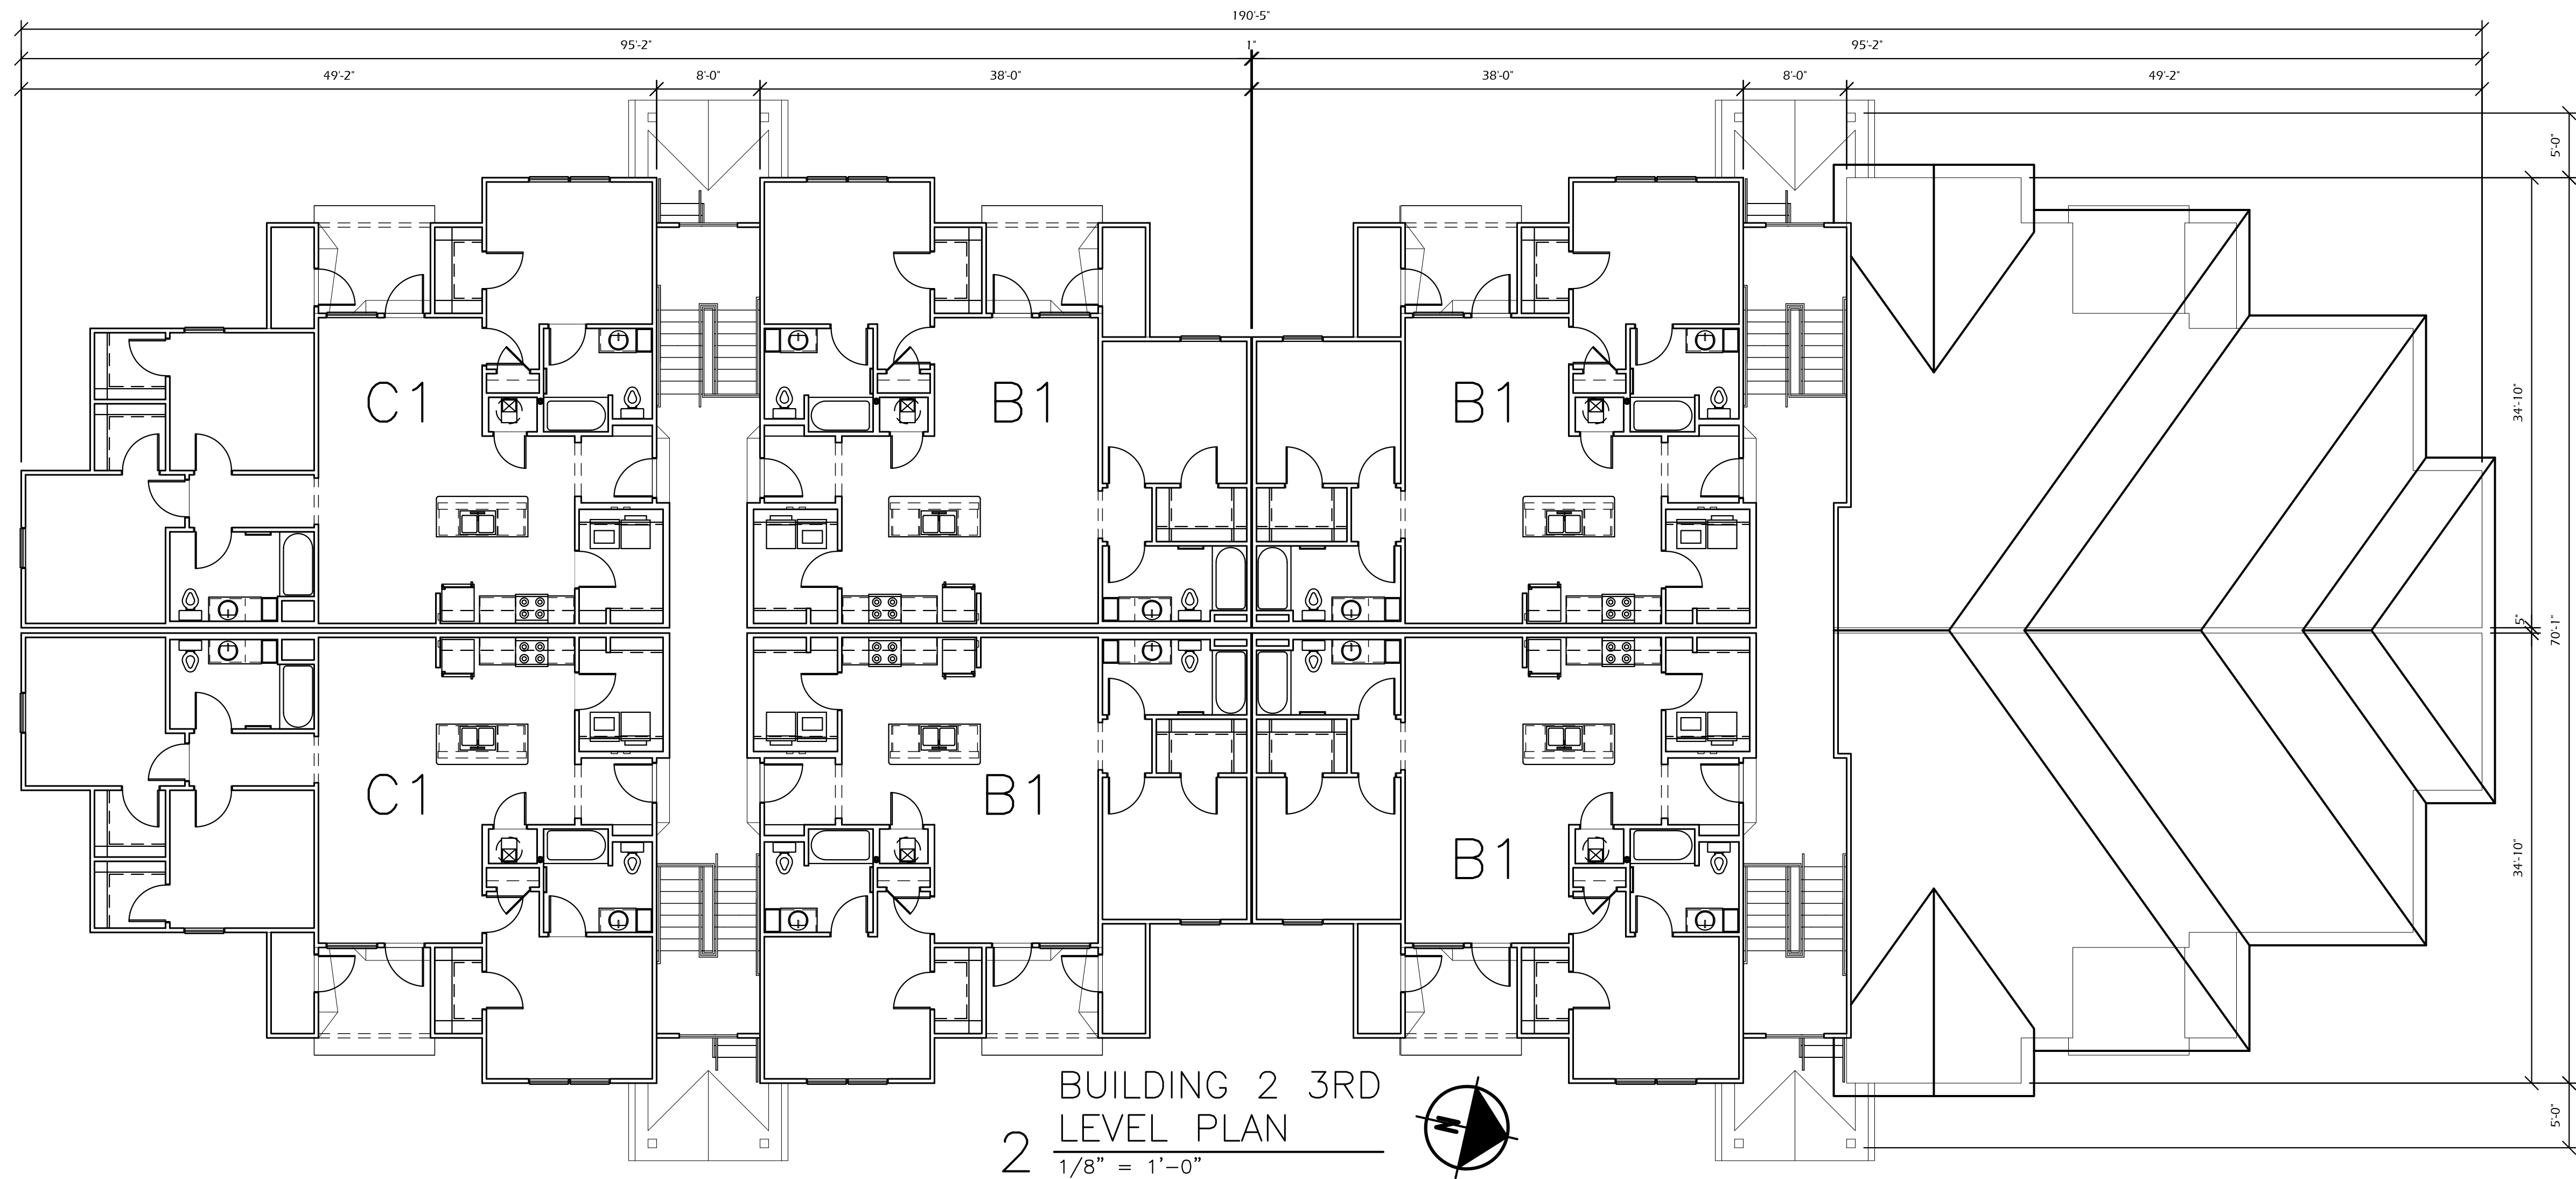 190'-5"
95'-2" 1" 95'-2"
49'-2" 8'-0" 38'-0" 38'-0" 8'-0" 49'-2"
5'-0"
C1 B1 B1
34'-10"
5"
70'-1"
C1 B1
B1
34'-10"
BUILDING 2 3RD
LEVEL PLAN
2
1/8" = 1'-0"
N
5'-0"